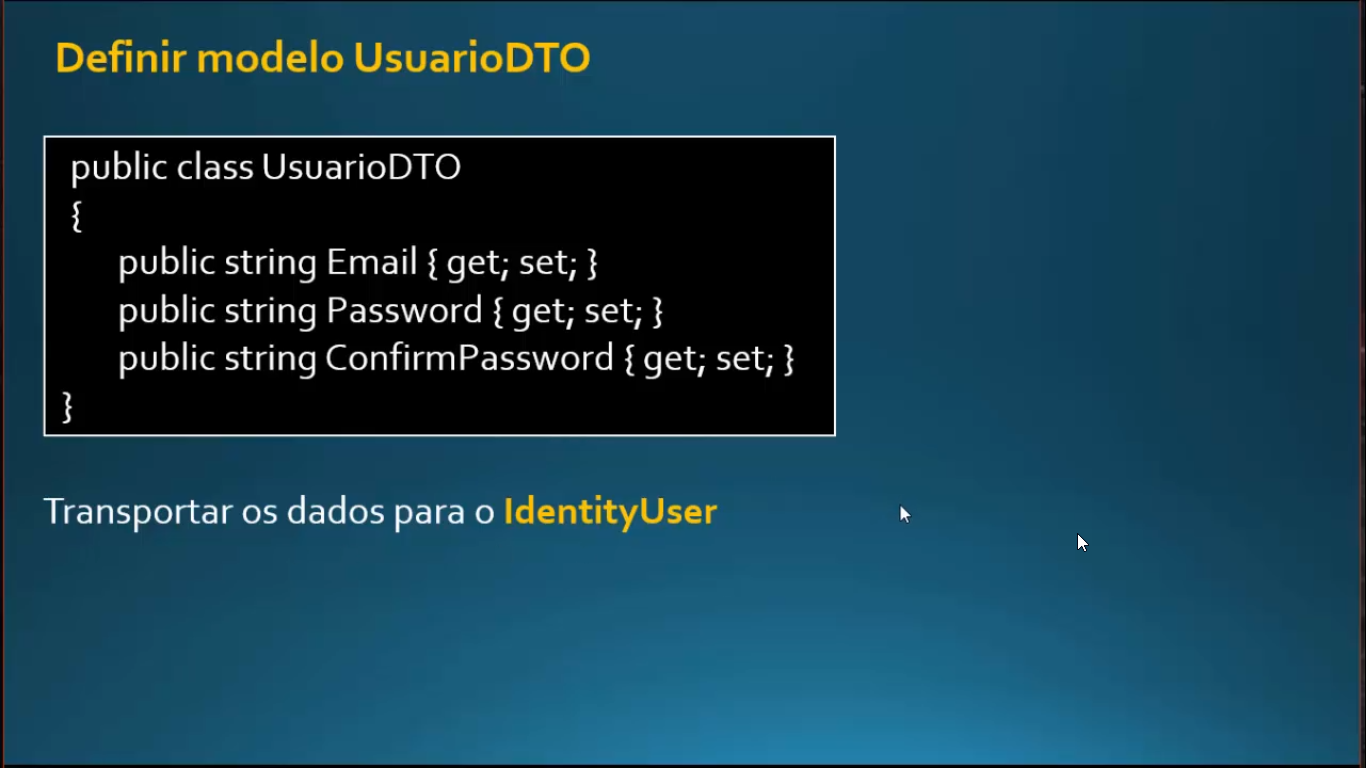 Definir modelo UsuarioDTO
public class UsuarioDTO
{
public string Email { get; set; }
public string Password { get; set; }
public string ConfirmPassword { get; set; }
}
Transportar os dados para o IdentityUser